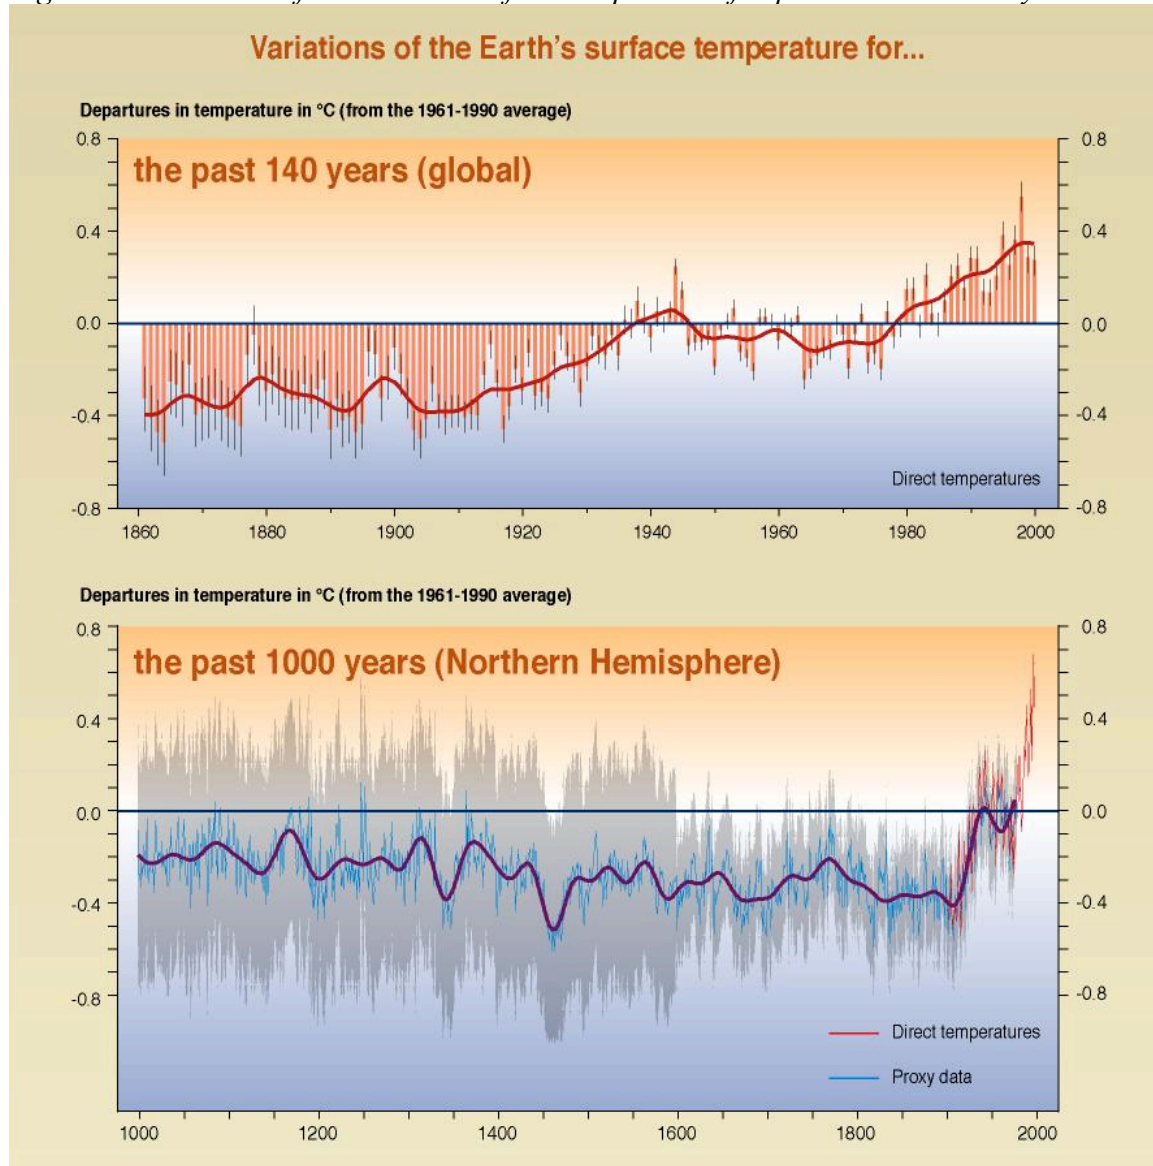 Variations of the Earth's surface temperature for...
Departures in temperature in °C (from the 1961-1990 average)
the past 140 years (global)
0.8 0.8
0.4 0.4
0.0 0.0
-0.4 -0.4
Direct temperatures
-0.8 -0.8
1860 1880 1900 1920 1940 1960 1980 2000
Departures in temperature in °C (from the 1961-1990 average)
the past 1000 years (Northern Hemisphere)
0.8 0.8
0.4 0.4
0.0 0.0
-0.4 -0.4
-0.8 -0.8
Direct temperatures
Proxy data
1000 1200 1400 1600 1800 2000